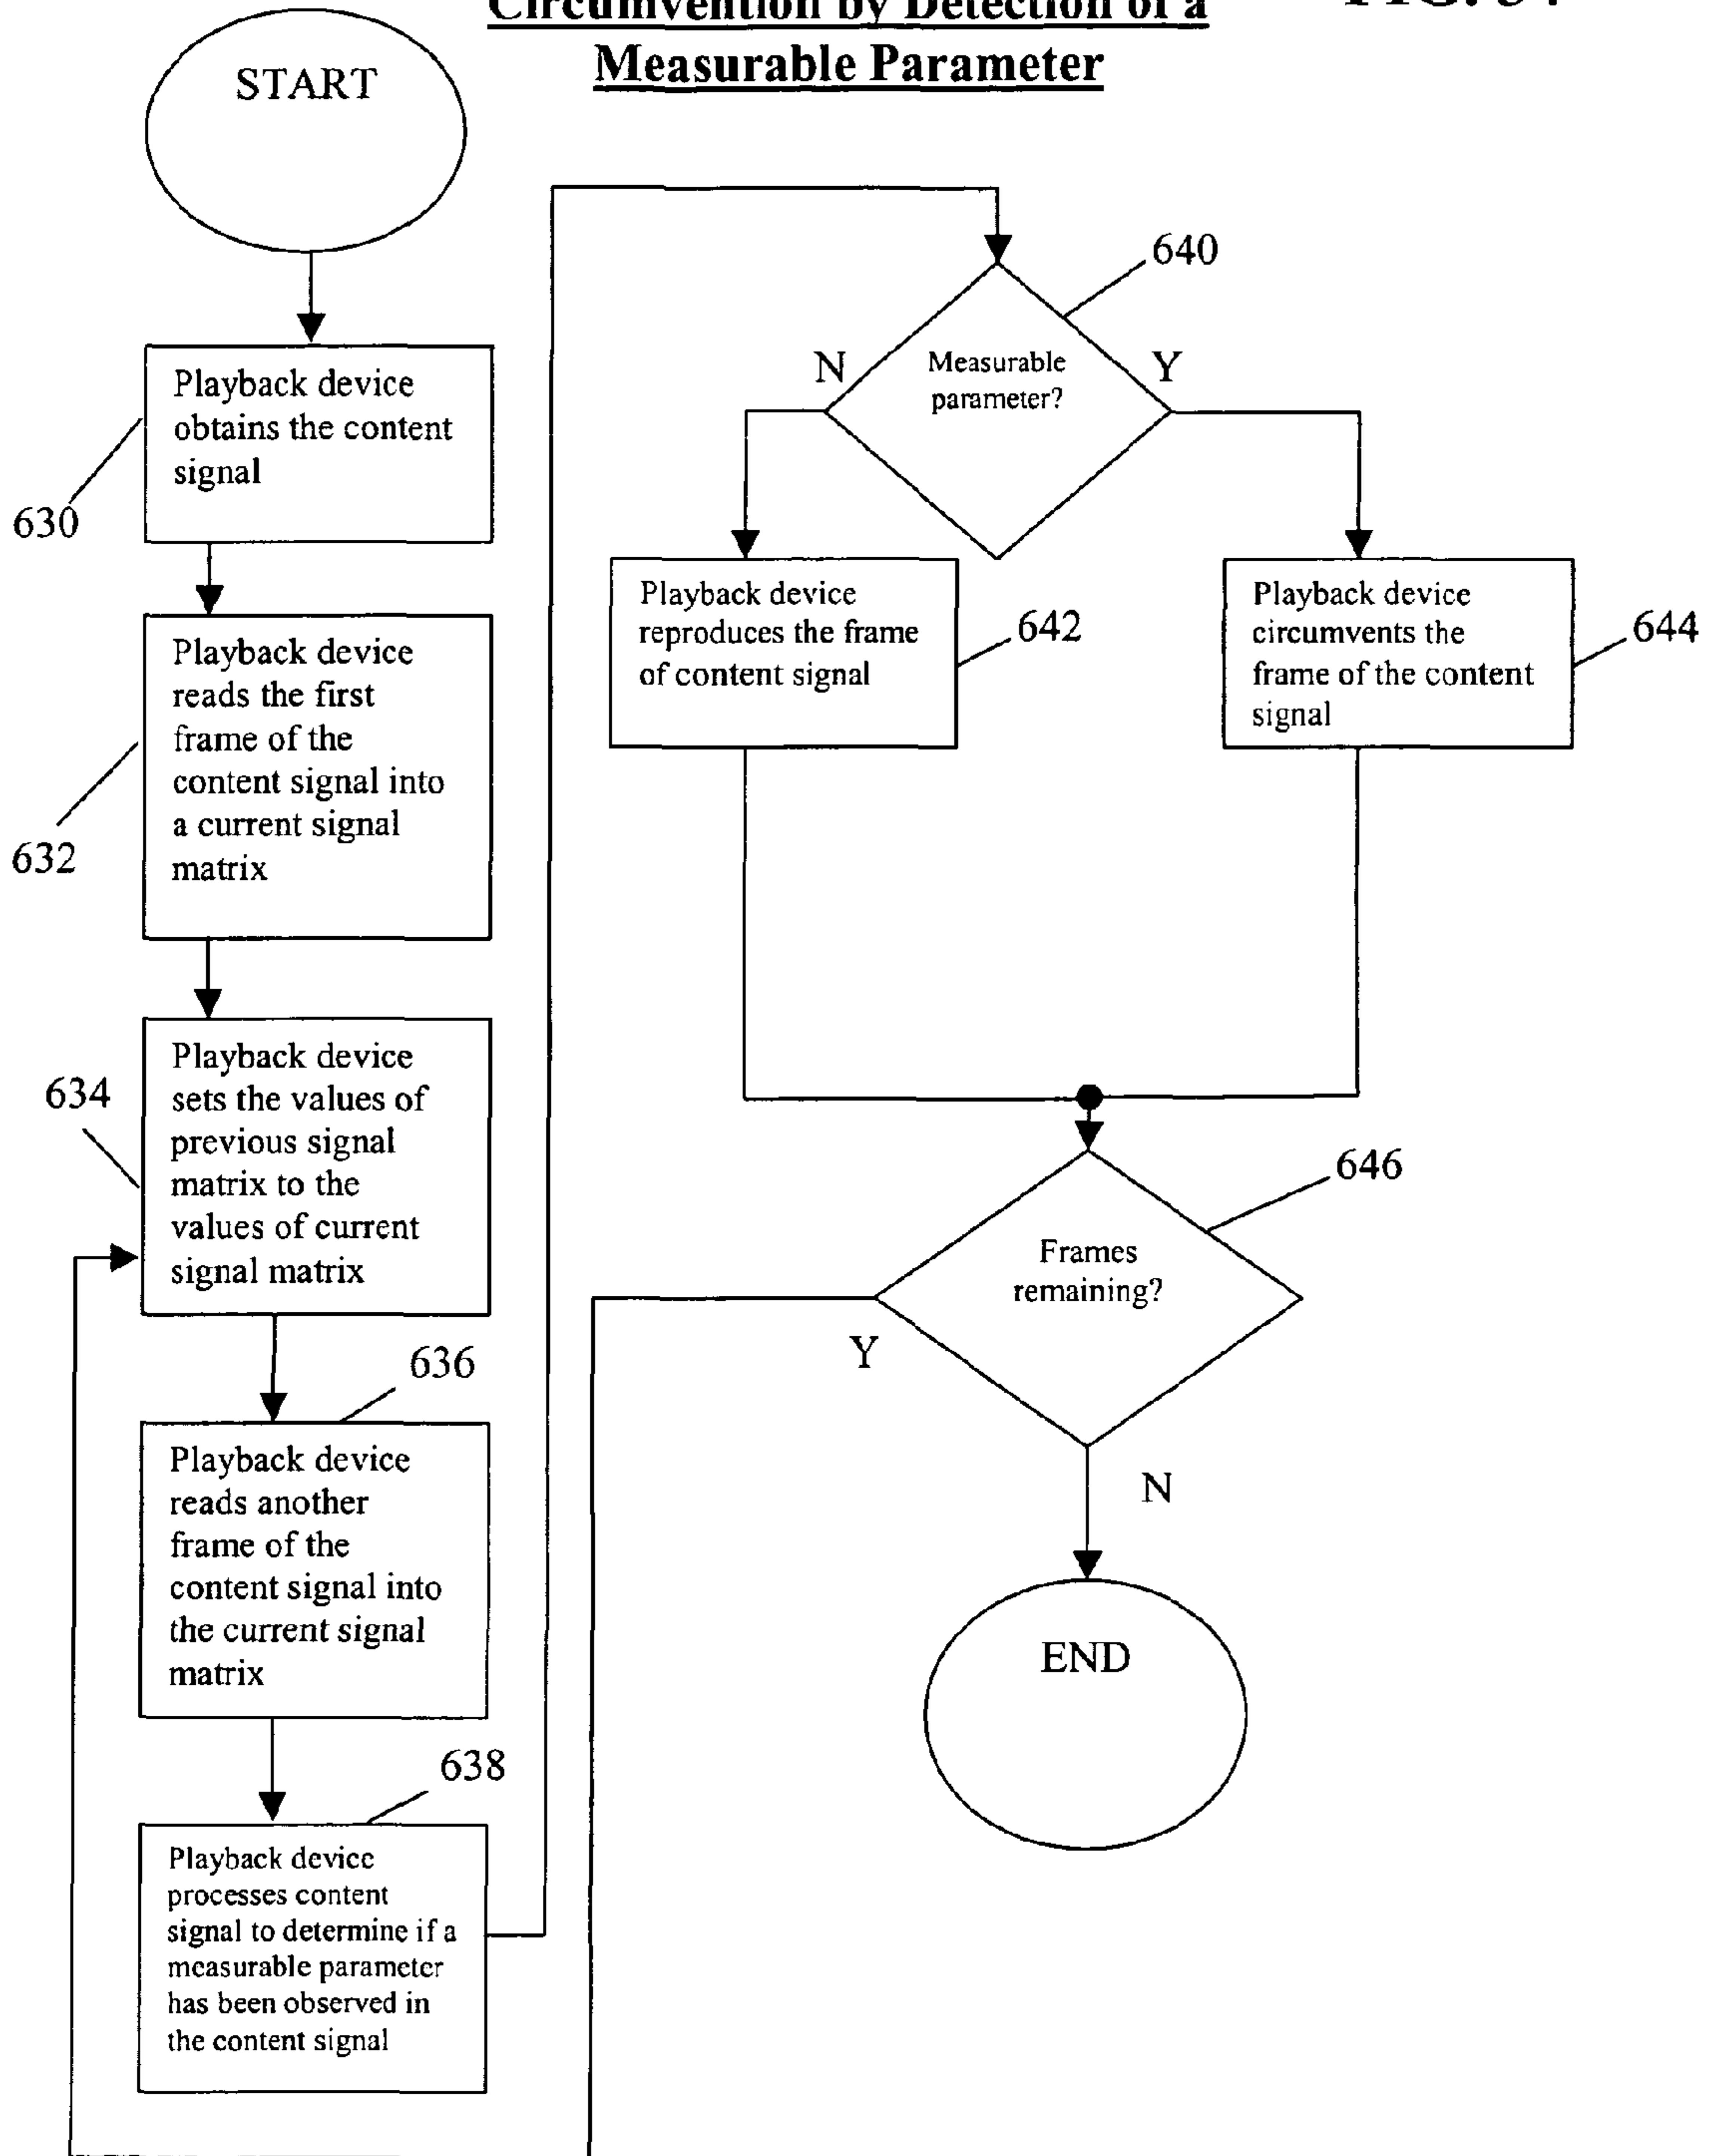 Circumvention by Detection of a
Measurable Parameter
START
630
Playback device
obtains the content
signal
632
Playback device
reads the first
frame of the
content signal into
a current signal
matrix
634
Playback device
sets the values of
previous signal
matrix to the
values of current
signal matrix
636
Playback device
reads another
frame of the
content signal into
the current signal
matrix
638
Playback device
processes content
signal to determine if a
measurable parameter
has been observed in
the content signal
640
Measurable
parameter?
N
Y
Playback device
reproduces the frame
of content signal
642
Playback device
circumvents the
frame of the content
signal
644
646
Frames
remaining?
Y
N
END